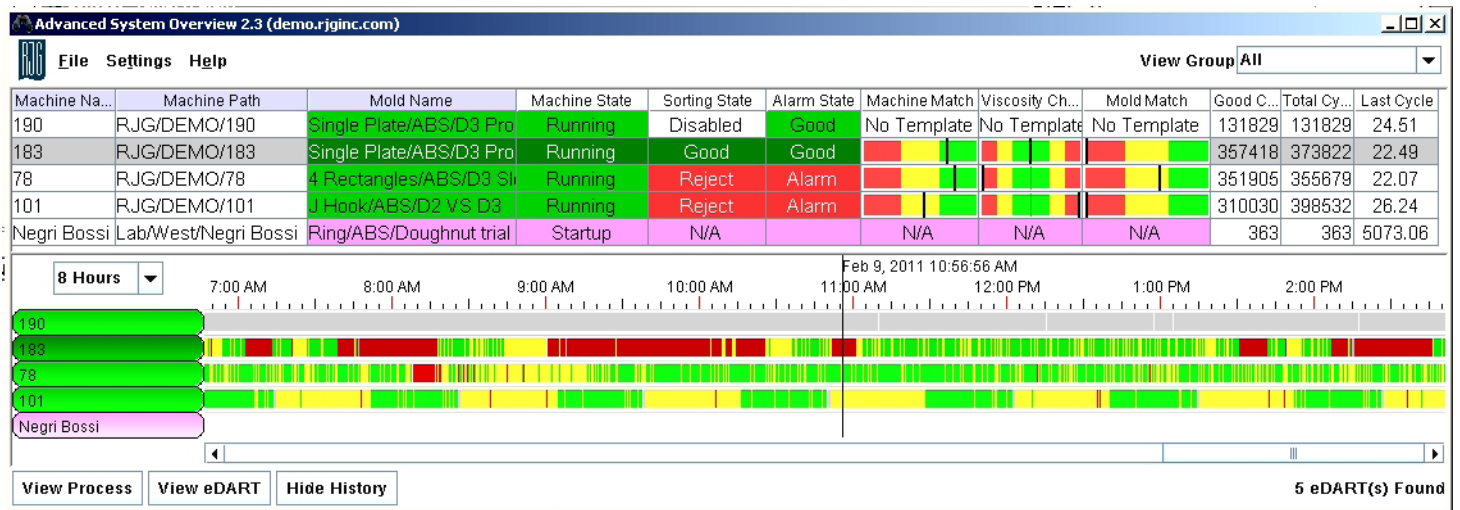 Advanced System Overview 2.3 (demo.rjginc.com)
RJG File Settings Help View Group All
Machine Na... Machine Path Mold Name Machine State Sorting State Alarm State Machine Match Viscosity Ch... Mold Match Good C... Total Cy... Last Cycle
190 RJG/DEMO/190 Single Plate/ABS/D3 Pro Running Disabled Good No Template No Template No Template 131829 131829 24.51
183 RJG/DEMO/183 Single Plate/ABS/D3 Pro Running Good Good 357418 373822 22.49
78 RJG/DEMO/78 4 Rectangles/ABS/D3 Sl Running Reject Alarm 351905 355679 22.07
101 RJG/DEMO/101 J Hook/ABS/D2 VS D3 Running Reject Alarm 310030 398532 26.24
Negri Bossi Lab/West/Negri Bossi Ring/ABS/Doughnut trial Startup N/A N/A N/A N/A 363 363 5073.06
Feb 9, 2011 10:56:56 AM
8 Hours 7:00 AM 8:00 AM 9:00 AM 10:00 AM 11:00 AM 12:00 PM 1:00 PM 2:00 PM
190
183
78
101
Negri Bossi
View Process View eDART Hide History 5 eDART(s) Found